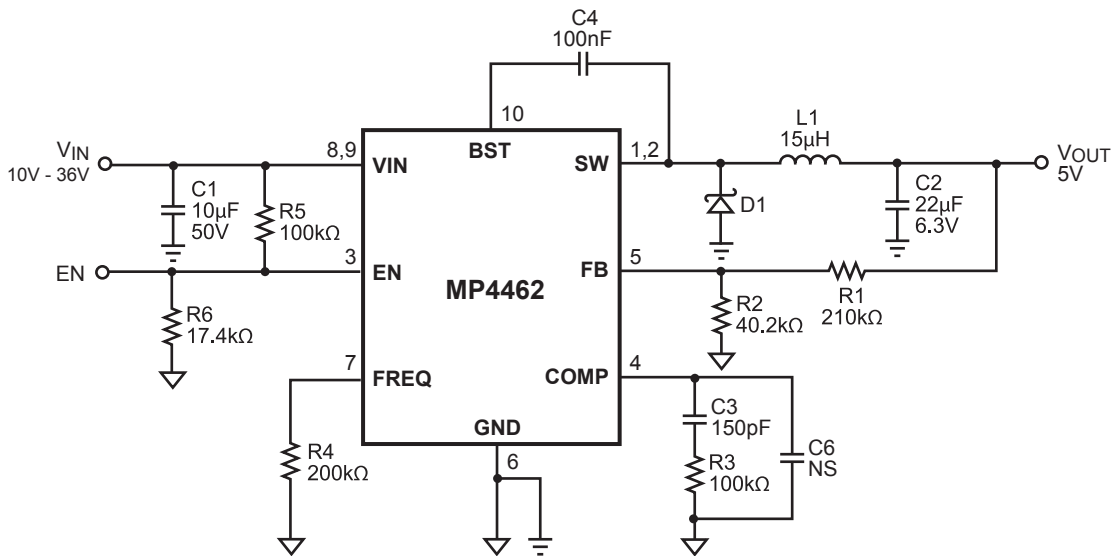 C4
100nF
10
BST
L1
15µH
V_IN
10V - 36V
8,9
VIN
SW
1,2
V_OUT
5V
C1
10µF
50V
R5
100kΩ
D1
C2
22µF
6.3V
EN
3
EN
FB
5
MP4462
R6
17.4kΩ
R2
40.2kΩ
R1
210kΩ
7
FREQ
COMP
4
GND
6
R4
200kΩ
C3
150pF
R3
100kΩ
C6
NS